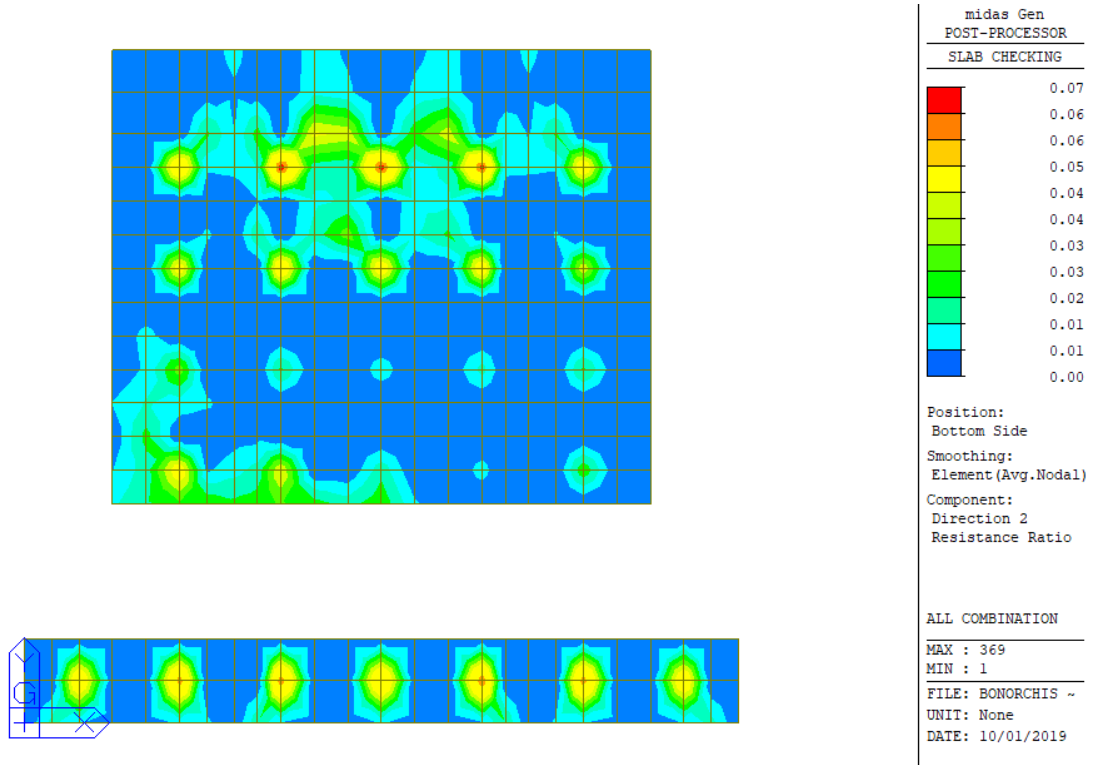 midas Gen
POST-PROCESSOR
SLAB CHECKING
0.07
0.06
0.06
0.05
0.04
0.04
0.03
0.03
0.02
0.01
0.01
0.00
Position:
Bottom Side
Smoothing:
Element(Avg.Nodal)
Component:
Direction 2
Resistance Ratio
ALL COMBINATION
MAX : 369
MIN : 1
FILE: BONORCHIS ~
UNIT: None
DATE: 10/01/2019
Y
G
X